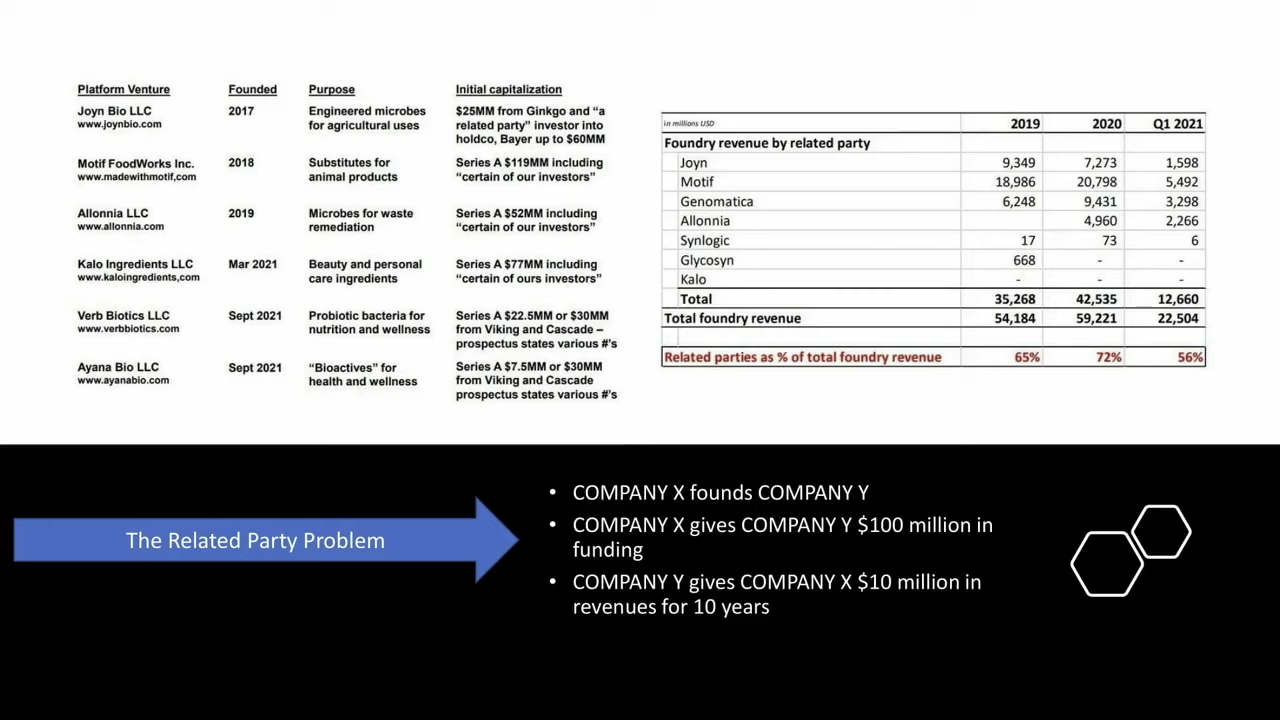 Platform Venture Founded Purpose Initial capitalization
Joyn Bio LLC 2017 Engineered microbes $25MM from Ginkgo and “a
www.joynbio.com for agricultural uses related party” investor into
holdco, Bayer up to $60MM
Motif FoodWorks Inc. 2018 Substitutes for Series A $119MM including
www.madewithmotif,com animal products “certain of our investors”
Allonnia LLC 2019 Microbes for waste Series A $52MM including
www.allonnia.com remediation “certain of our investors”
Kalo Ingredients LLC Mar 2021 Beauty and personal Series A $77MM including
www.kaloingredients,com care ingredients “certain of ours investors”
Verb Biotics LLC Sept 2021 Probiotic bacteria for Series A $22.5MM or $30MM
www.verbbiotics.com nutrition and wellness from Viking and Cascade –
prospectus states various #’s
Ayana Bio LLC Sept 2021 “Bioactives” for Series A $7.5MM or $30MM
www.ayanabio.com health and wellness from Viking and Cascade
prospectus states various #’s
in millions USD 2019 2020 Q1 2021
Foundry revenue by related party
Joyn 9,349 7,273 1,598
Motif 18,986 20,798 5,492
Genomatica 6,248 9,431 3,298
Allonnia 4,960 2,266
Synlogic 17 73 6
Glycosyn 668 - -
Kalo - - -
Total 35,268 42,535 12,660
Total foundry revenue 54,184 59,221 22,504
Related parties as % of total foundry revenue 65% 72% 56%
The Related Party Problem
• COMPANY X founds COMPANY Y
• COMPANY X gives COMPANY Y $100 million in
funding
• COMPANY Y gives COMPANY X $10 million in
revenues for 10 years